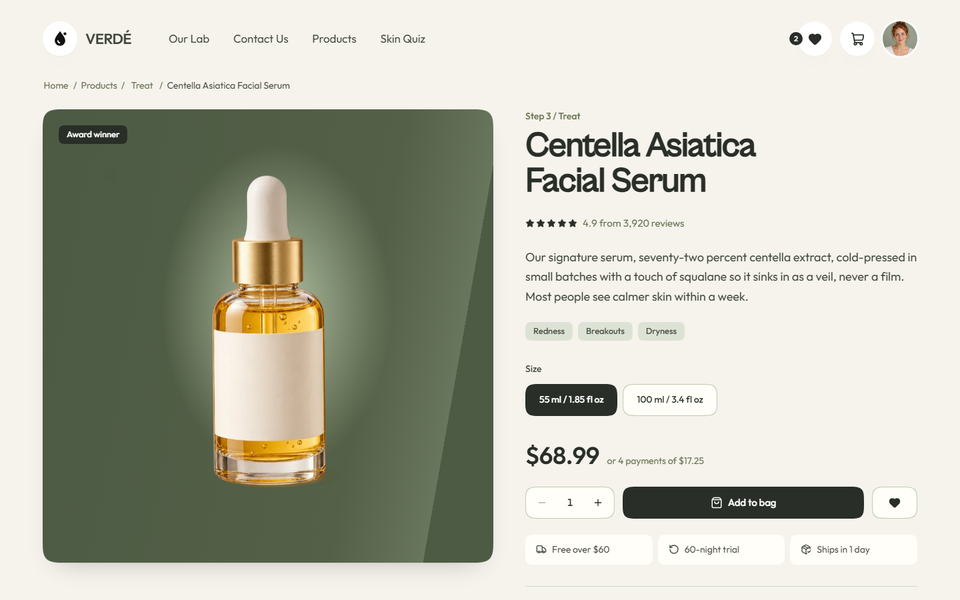 VERDÉ
Our Lab
Contact Us
Products
Skin Quiz
2
Home / Products / Treat / Centella Asiatica Facial Serum
Award winner
Step 3 / Treat
Centella Asiatica
Facial Serum
4.9 from 3,920 reviews
Our signature serum, seventy-two percent centella extract, cold-pressed in
small batches with a touch of squalane so it sinks in as a veil, never a film.
Most people see calmer skin within a week.
Redness
Breakouts
Dryness
Size
55 ml / 1.85 fl oz
100 ml / 3.4 fl oz
$68.99 or 4 payments of $17.25
− 1 +
Add to bag
Free over $60
60-night trial
Ships in 1 day